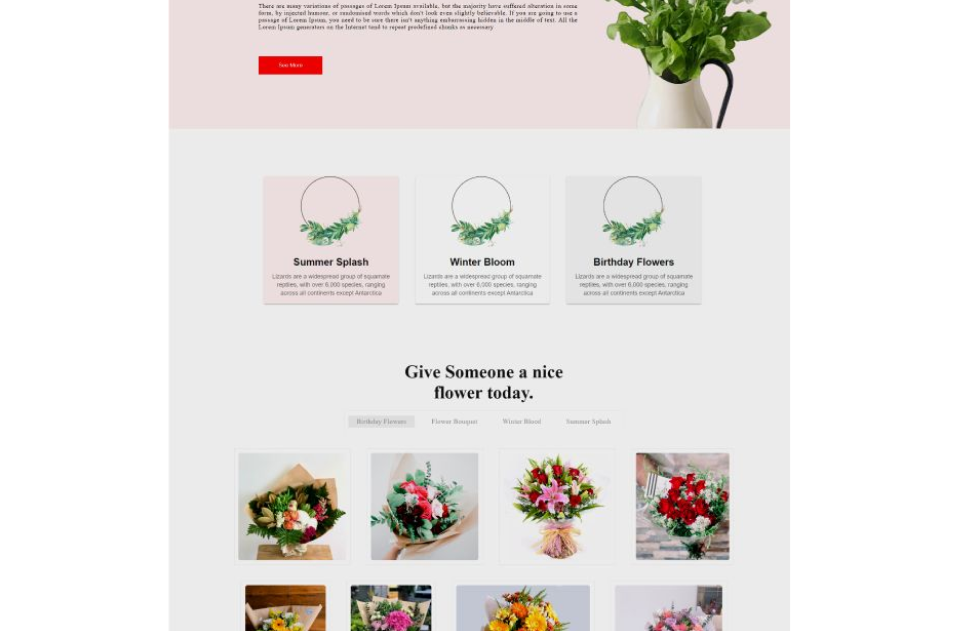 There are many variations of passages of Lorem Ipsum available, but the majority have suffered alteration in some
form, by injected humour, or randomised words which don't look even slightly believable. If you are going to use a
passage of Lorem Ipsum, you need to be sure there isn't anything embarrassing hidden in the middle of text. All the
Lorem Ipsum generators on the Internet tend to repeat predefined chunks as necessary
See More
Summer Splash
Lizards are a widespread group of squamate
reptiles, with over 6,000 species, ranging
across all continents except Antarctica
Winter Bloom
Lizards are a widespread group of squamate
reptiles, with over 6,000 species, ranging
across all continents except Antarctica
Birthday Flowers
Lizards are a widespread group of squamate
reptiles, with over 6,000 species, ranging
across all continents except Antarctica
Give Someone a nice
flower today.
Birthday Flowers Flower Bouquet Winter Blood Summer Splash